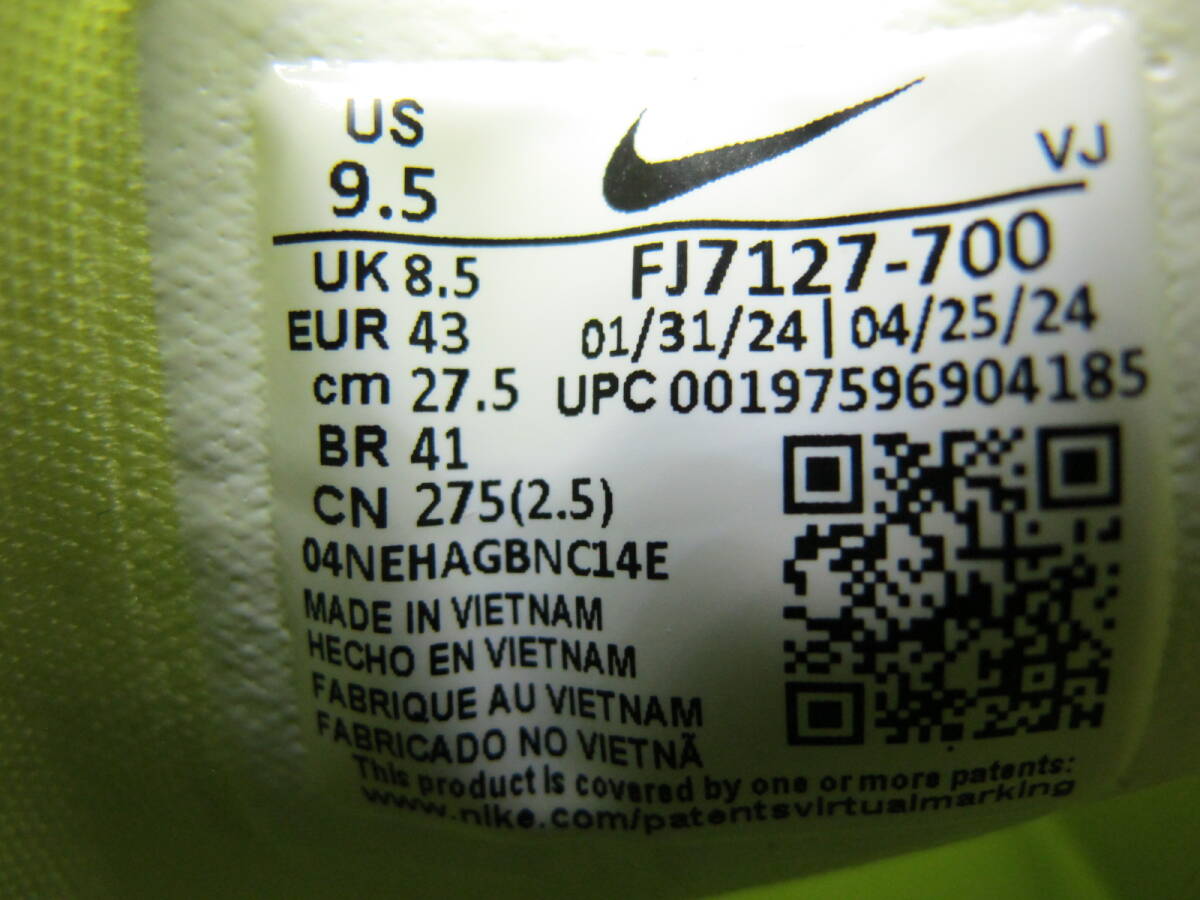 US
9.5
VJ
UK 8.5
FJ7127-700
EUR 43
01/31/24 | 04/25/24
cm 27.5
UPC 00197596904185
BR 41
CN 275(2.5)
04NEHAGBNC14E
MADE IN VIETNAM
HECHO EN VIETNAM
FABRIQUE AU VIETNAM
FABRICADO NO VIETNÃ
This product is covered by one or more patents:
www.nike.com/patentsvirtualmarking